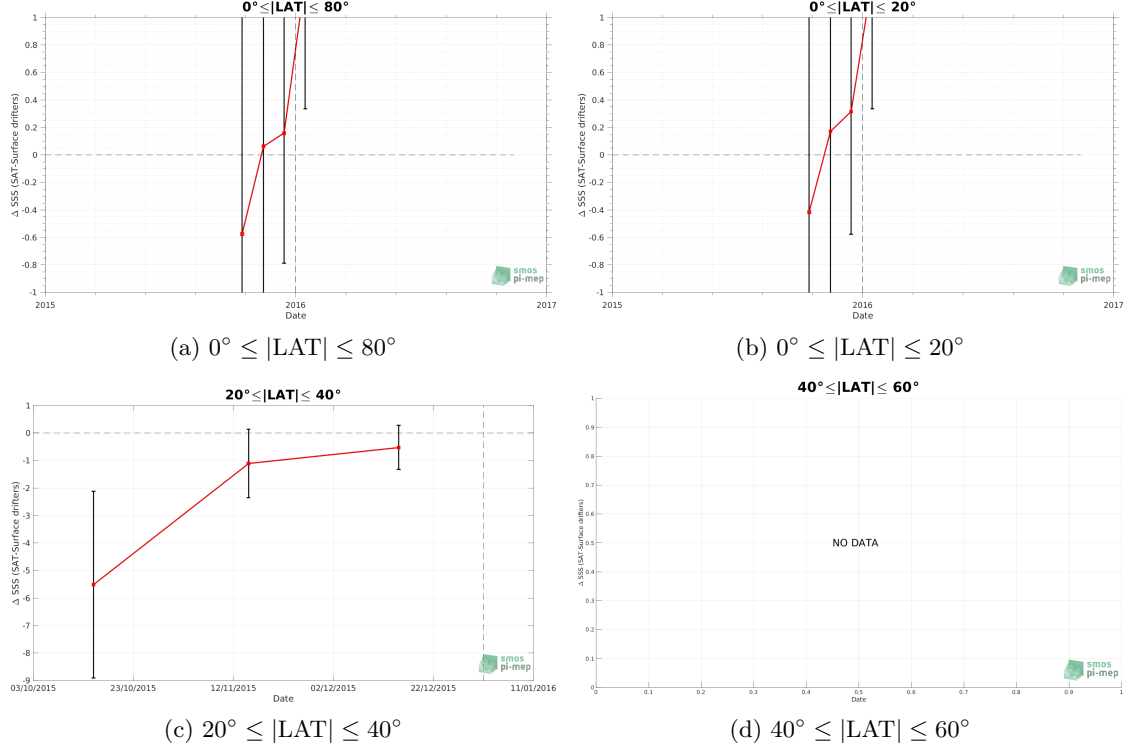 0°≤|LAT|≤ 80°
1
0.8
0.6
0.4
0.2
0
-0.2
-0.4
-0.6
-0.8
-1
Δ SSS (SAT-Surface drifters)
2015
2016
2017
Date
smos
pi-mep
(a) 0° ≤ |LAT| ≤ 80°
0°≤|LAT|≤ 20°
1
0.8
0.6
0.4
0.2
0
-0.2
-0.4
-0.6
-0.8
-1
Δ SSS (SAT-Surface drifters)
2015
2016
2017
Date
smos
pi-mep
(b) 0° ≤ |LAT| ≤ 20°
20°≤|LAT|≤ 40°
1
0
-1
-2
-3
-4
-5
-6
-7
-8
-9
Δ SSS (SAT-Surface drifters)
03/10/2015
23/10/2015
12/11/2015
02/12/2015
22/12/2015
11/01/2016
Date
smos
pi-mep
(c) 20° ≤ |LAT| ≤ 40°
40°≤|LAT|≤ 60°
1
0.9
0.8
0.7
0.6
0.5
0.4
0.3
0.2
0.1
0
Δ SSS (SAT-Surface drifters)
NO DATA
0
0.1
0.2
0.3
0.4
0.5
0.6
0.7
0.8
0.9
1
Date
smos
pi-mep
(d) 40° ≤ |LAT| ≤ 60°